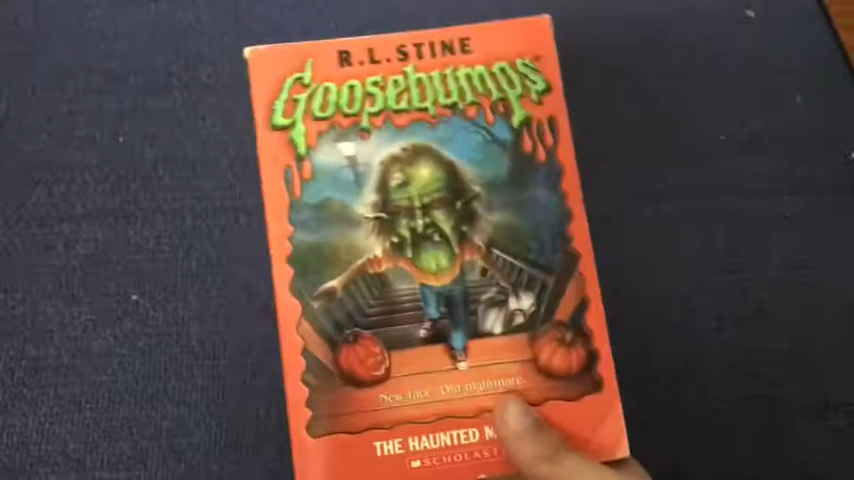 R.L. STINE
Goosebumps
New face. Old nightmare.
THE HAUNTED
SCHOLAST